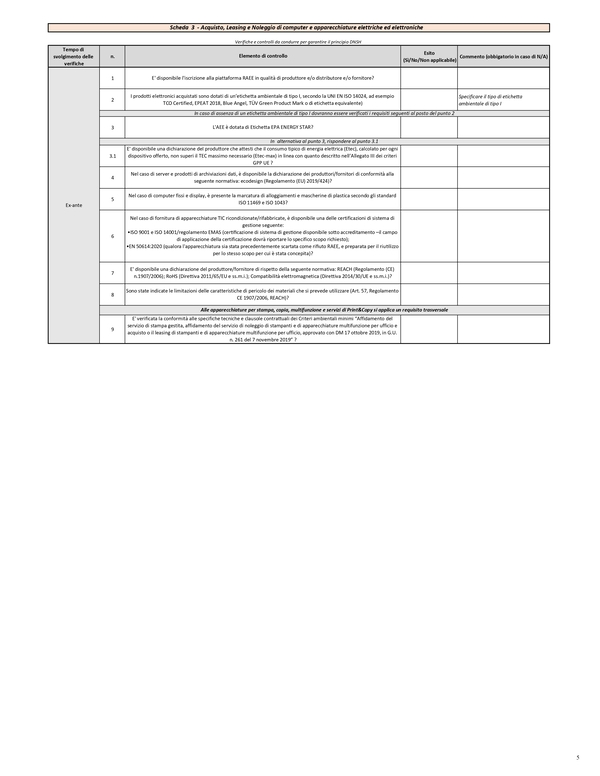 Scheda 3 - Acquisto, Leasing e Noleggio di computer e apparecchiature elettriche ed elettroniche
Verifiche e controlli da condurre per garantire il principio DNSH
Tempo di
svolgimento delle
verifiche
n.
Elemento di controllo
Esito
(Si/No/Non applicabile)
Commento (obbligatorio in caso di N/A)
Ex-ante
1
E' disponibile l'iscrizione alla piattaforma RAEE in qualità di produttore e/o distributore e/o fornitore?
2
I prodotti elettronici acquistati sono dotati di un'etichetta ambientale di tipo I, secondo la UNI EN ISO 14024, ad esempio
TCO Certified, EPEAT 2018, Blue Angel, TÜV Green Product Mark o di etichetta equivalente)
Specificare il tipo di etichetta
ambientale di tipo I
In caso di assenza di un etichetta ambientale di tipo I dovranno essere verificati i requisiti seguenti al posto del punto 2
3
L'AEE è dotata di Etichetta EPA ENERGY STAR?
In alternativa al punto 3, rispondere al punto 3.1
3.1
E' disponibile una dichiarazione del produttore che attesti che il consumo tipico di energia elettrica (Etec), calcolato per ogni
dispositivo offerto, non superi il TEC massimo necessario (Etec-max) in linea con quanto descritto nell'Allegato III dei criteri
GPP UE ?
4
Nel caso di server e prodotti di archiviazioni dati, è disponibile la dichiarazione dei produttori/fornitori di conformità alla
seguente normativa: ecodesign (Regolamento (EU) 2019/424)?
5
Nel caso di computer fissi e display, è presente la marcatura di alloggiamenti e mascherine di plastica secondo gli standard
ISO 11469 e ISO 1043?
6
Nel caso di fornitura di apparecchiature TIC ricondizionate/rifabbricate, è disponibile una delle certificazioni di sistema di
gestione seguente:
•ISO 9001 e ISO 14001/regolamento EMAS (certificazione di sistema di gestione disponibile sotto accreditamento –il campo
di applicazione della certificazione dovrà riportare lo specifico scopo richiesto);
•EN 50614:2020 (qualora l'apparecchiatura sia stata precedentemente scartata come rifiuto RAEE, e preparata per il riutilizzo
per lo stesso scopo per cui è stata concepita)?
7
E' disponibile una dichiarazione del produttore/fornitore di rispetto della seguente normativa: REACH (Regolamento (CE)
n.1907/2006); RoHS (Direttiva 2011/65/EU e ss.m.i.); Compatibilità elettromagnetica (Direttiva 2014/30/UE e ss.m.i.)?
8
Sono state indicate le limitazioni delle caratteristiche di pericolo dei materiali che si prevede utilizzare (Art. 57, Regolamento
CE 1907/2006, REACH)?
Alle apparecchiature per stampa, copia, multifunzione e servizi di Print&Copy si applica un requisito trasversale
9
E' verificata la conformità alle specifiche tecniche e clausole contrattuali dei Criteri ambientali minimi "Affidamento del
servizio di stampa gestita, affidamento del servizio di noleggio di stampanti e di apparecchiature multifunzione per ufficio e
acquisto o il leasing di stampanti e di apparecchiature multifunzione per ufficio, approvato con DM 17 ottobre 2019, in G.U.
n. 261 del 7 novembre 2019" ?
5